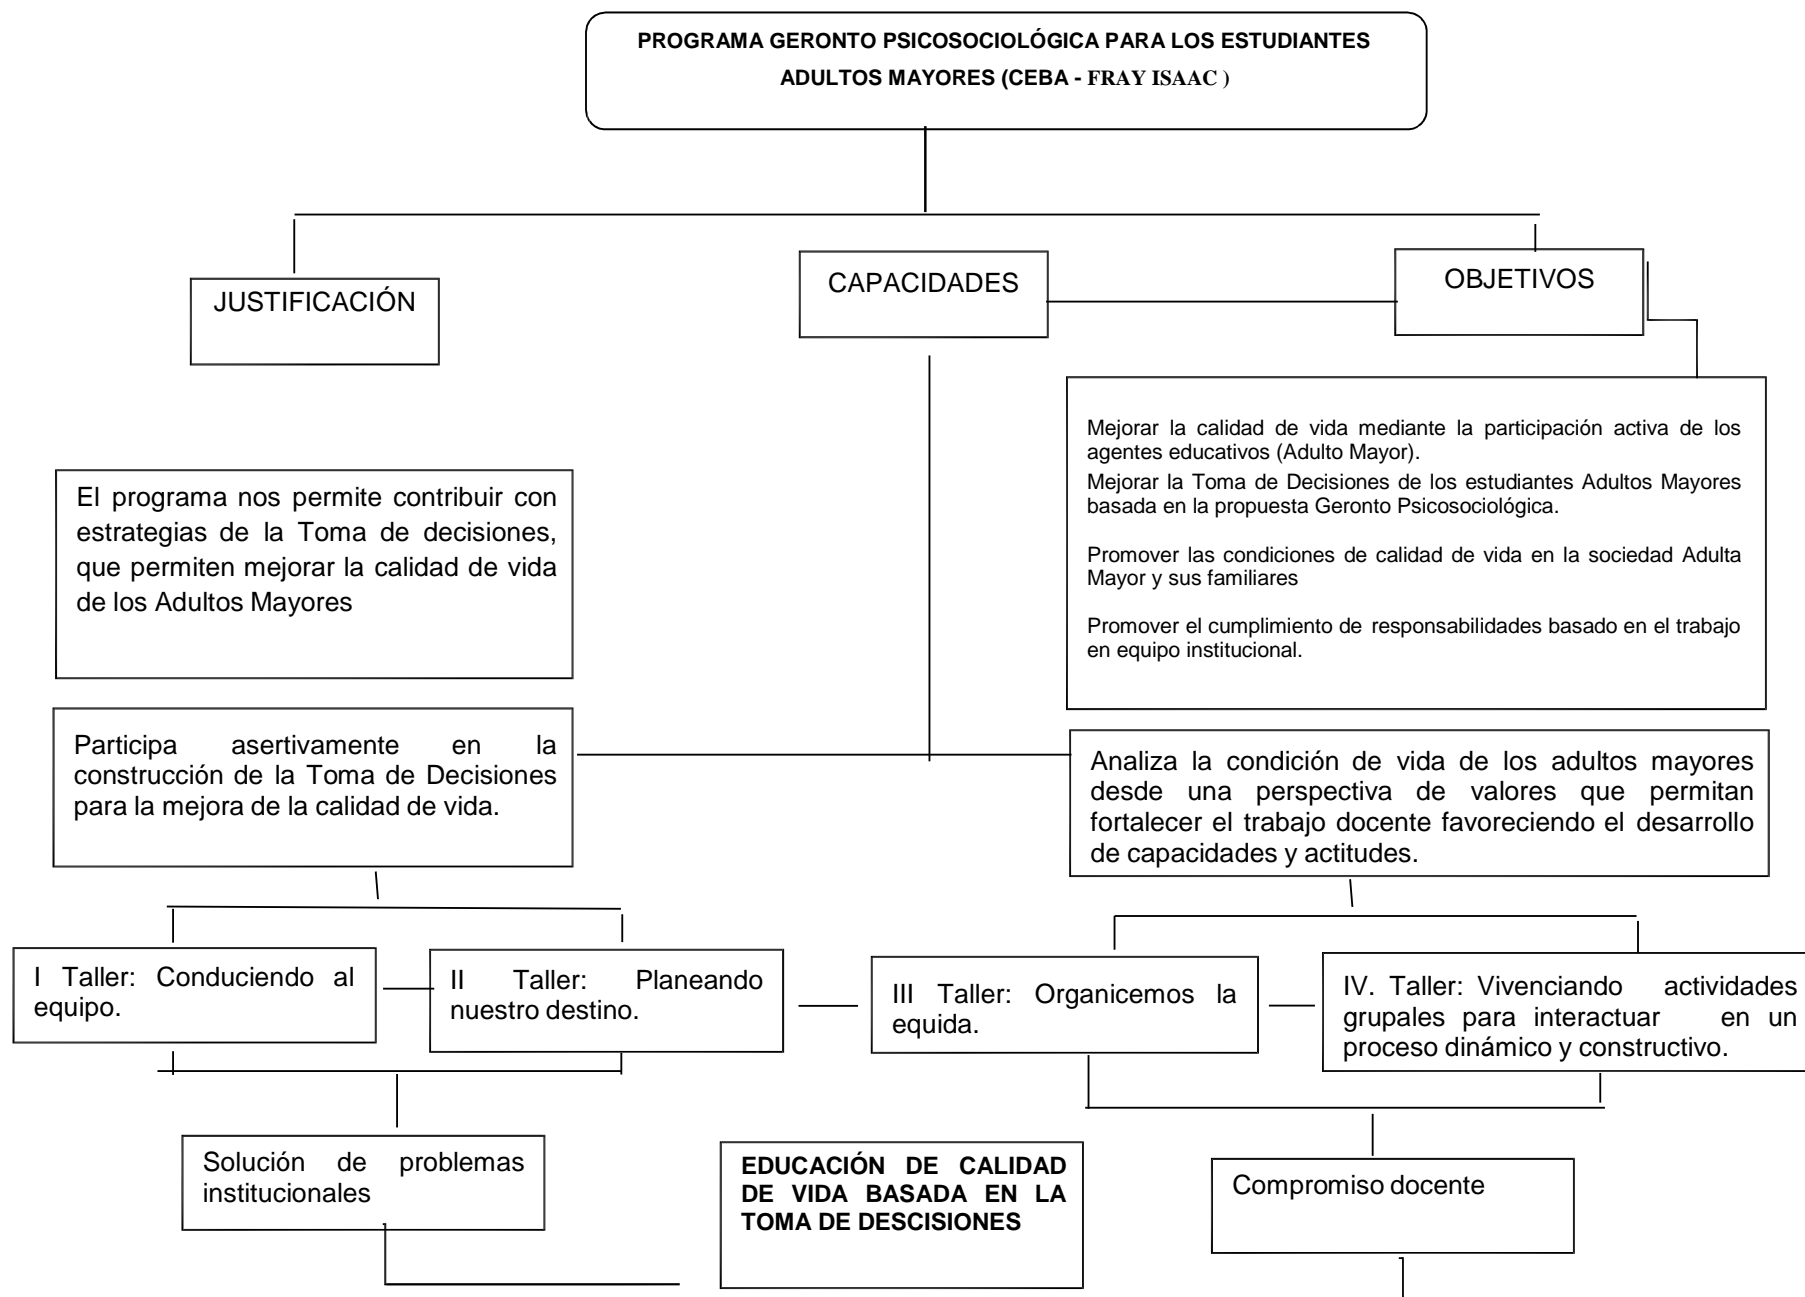 PROGRAMA GERONTO PSICOSOCIOLÓGICA PARA LOS ESTUDIANTES
ADULTOS MAYORES (CEBA - FRAY ISAAC )
JUSTIFICACIÓN
CAPACIDADES
OBJETIVOS
Mejorar la calidad de vida mediante la participación activa de los
agentes educativos (Adulto Mayor).
Mejorar la Toma de Decisiones de los estudiantes Adultos Mayores
basada en la propuesta Geronto Psicosociológica.
Promover las condiciones de calidad de vida en la sociedad Adulta
Mayor y sus familiares
Promover el cumplimiento de responsabilidades basado en el trabajo
en equipo institucional.
El programa nos permite contribuir con
estrategias de la Toma de decisiones,
que permiten mejorar la calidad de vida
de los Adultos Mayores
Participa asertivamente en la
construcción de la Toma de Decisiones
para la mejora de la calidad de vida.
Analiza la condición de vida de los adultos mayores
desde una perspectiva de valores que permitan
fortalecer el trabajo docente favoreciendo el desarrollo
de capacidades y actitudes.
I Taller: Conduciendo al
equipo.
II Taller: Planeando
nuestro destino.
III Taller: Organicemos la
equida.
IV. Taller: Vivenciando actividades
grupales para interactuar en un
proceso dinámico y constructivo.
Solución de problemas
institucionales
EDUCACIÓN DE CALIDAD
DE VIDA BASADA EN LA
TOMA DE DESCISIONES
Compromiso docente